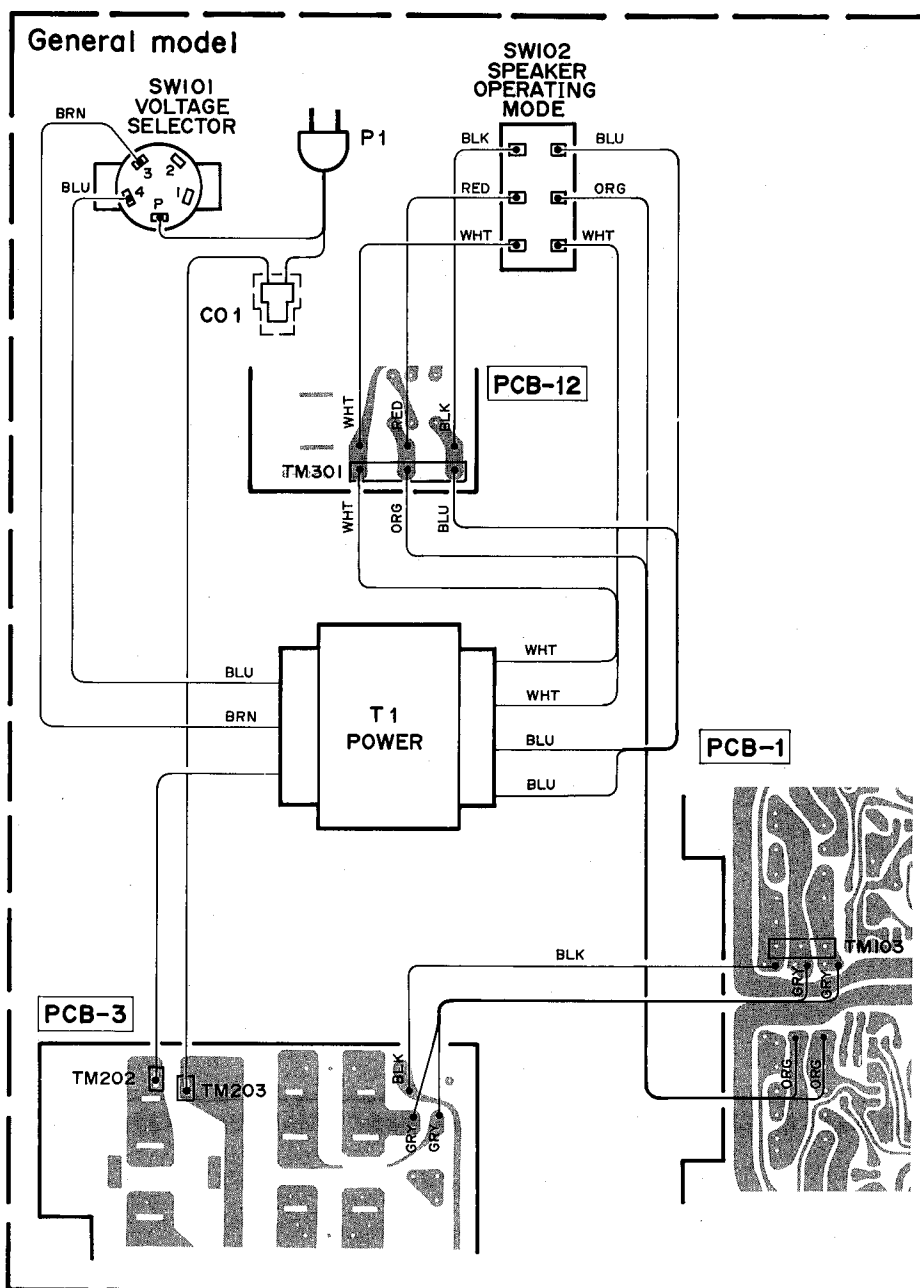 General model
SW101
VOLTAGE
SELECTOR
BRN
BLU
3
2
4
1
P
P1
CO1
SW102
SPEAKER
OPERATING
MODE
BLK
BLU
RED
ORG
WHT
WHT
PCB-12
WHT
RED
BLK
TM301
WHT
ORG
BLU
BLU
BRN
T1
POWER
WHT
WHT
BLU
BLU
PCB-1
TM103
BLK
GRY
GRY
ORG
ORG
PCB-3
TM202
TM203
BLK
GRY
GRY